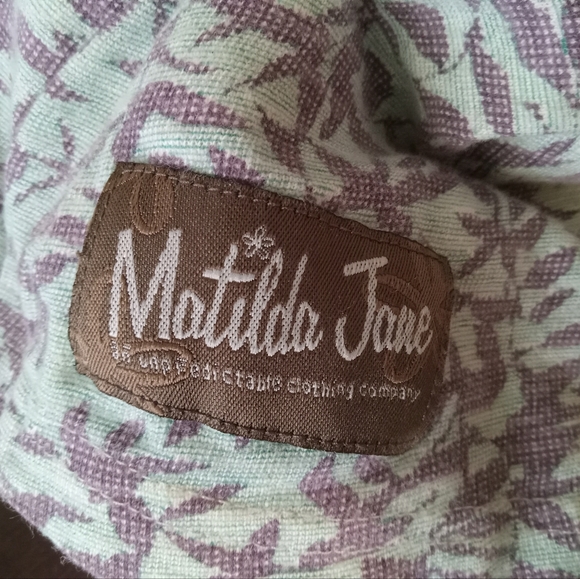 Matilda Jane
an unpredictable clothing company